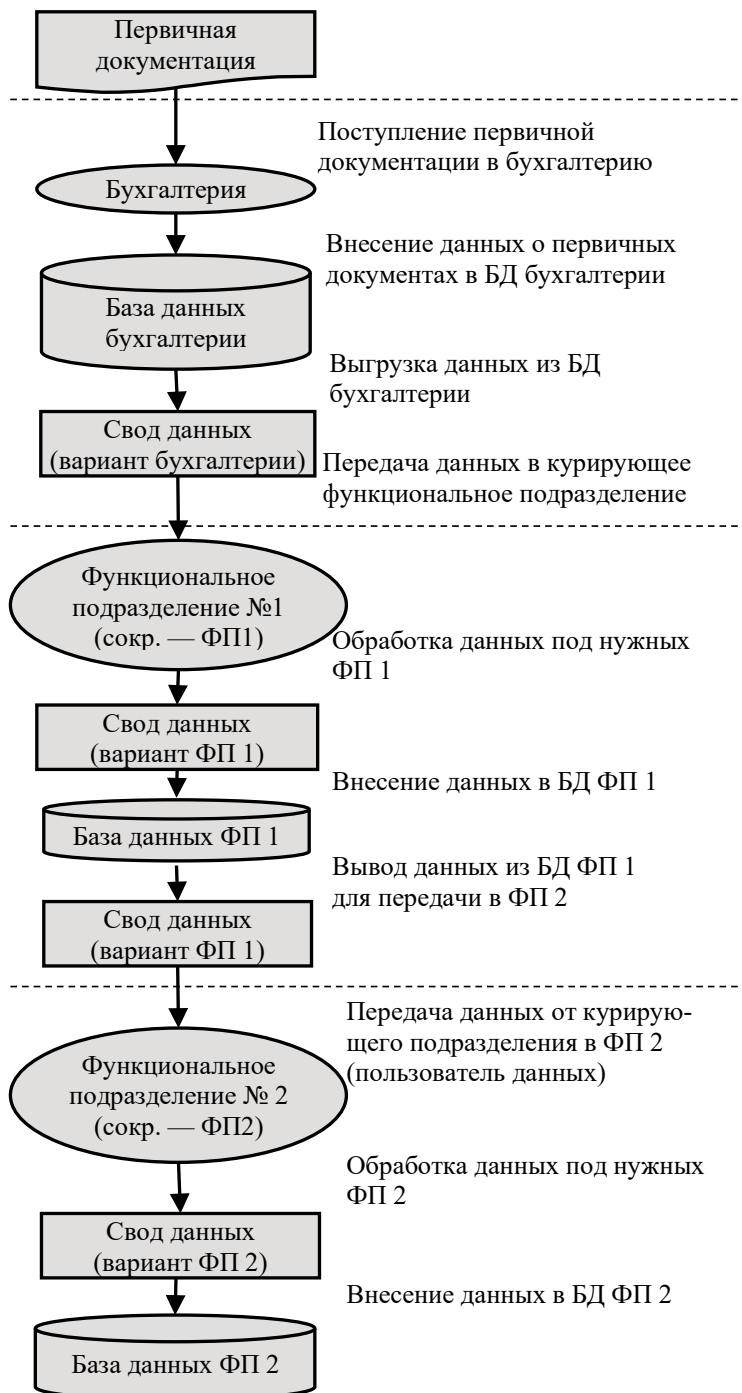 Первичная
документация
Поступление первичной
документации в бухгалтерию
Бухгалтерия
Внесение данных о первичных
документах в БД бухгалтерии
База данных
бухгалтерии
Выгрузка данных из БД
бухгалтерии
Свод данных
(вариант бухгалтерии)
Передача данных в курирующее
функциональное подразделение
Функциональное
подразделение №1
(сокр. — ФП1)
Обработка данных под нужных
ФП 1
Свод данных
(вариант ФП 1)
Внесение данных в БД ФП 1
База данных ФП 1
Вывод данных из БД ФП 1
для передачи в ФП 2
Свод данных
(вариант ФП 1)
Передача данных от курирую-
щего подразделения в ФП 2
(пользователь данных)
Функциональное
подразделение № 2
(сокр. — ФП2)
Обработка данных под нужных
ФП 2
Свод данных
(вариант ФП 2)
Внесение данных в БД ФП 2
База данных ФП 2